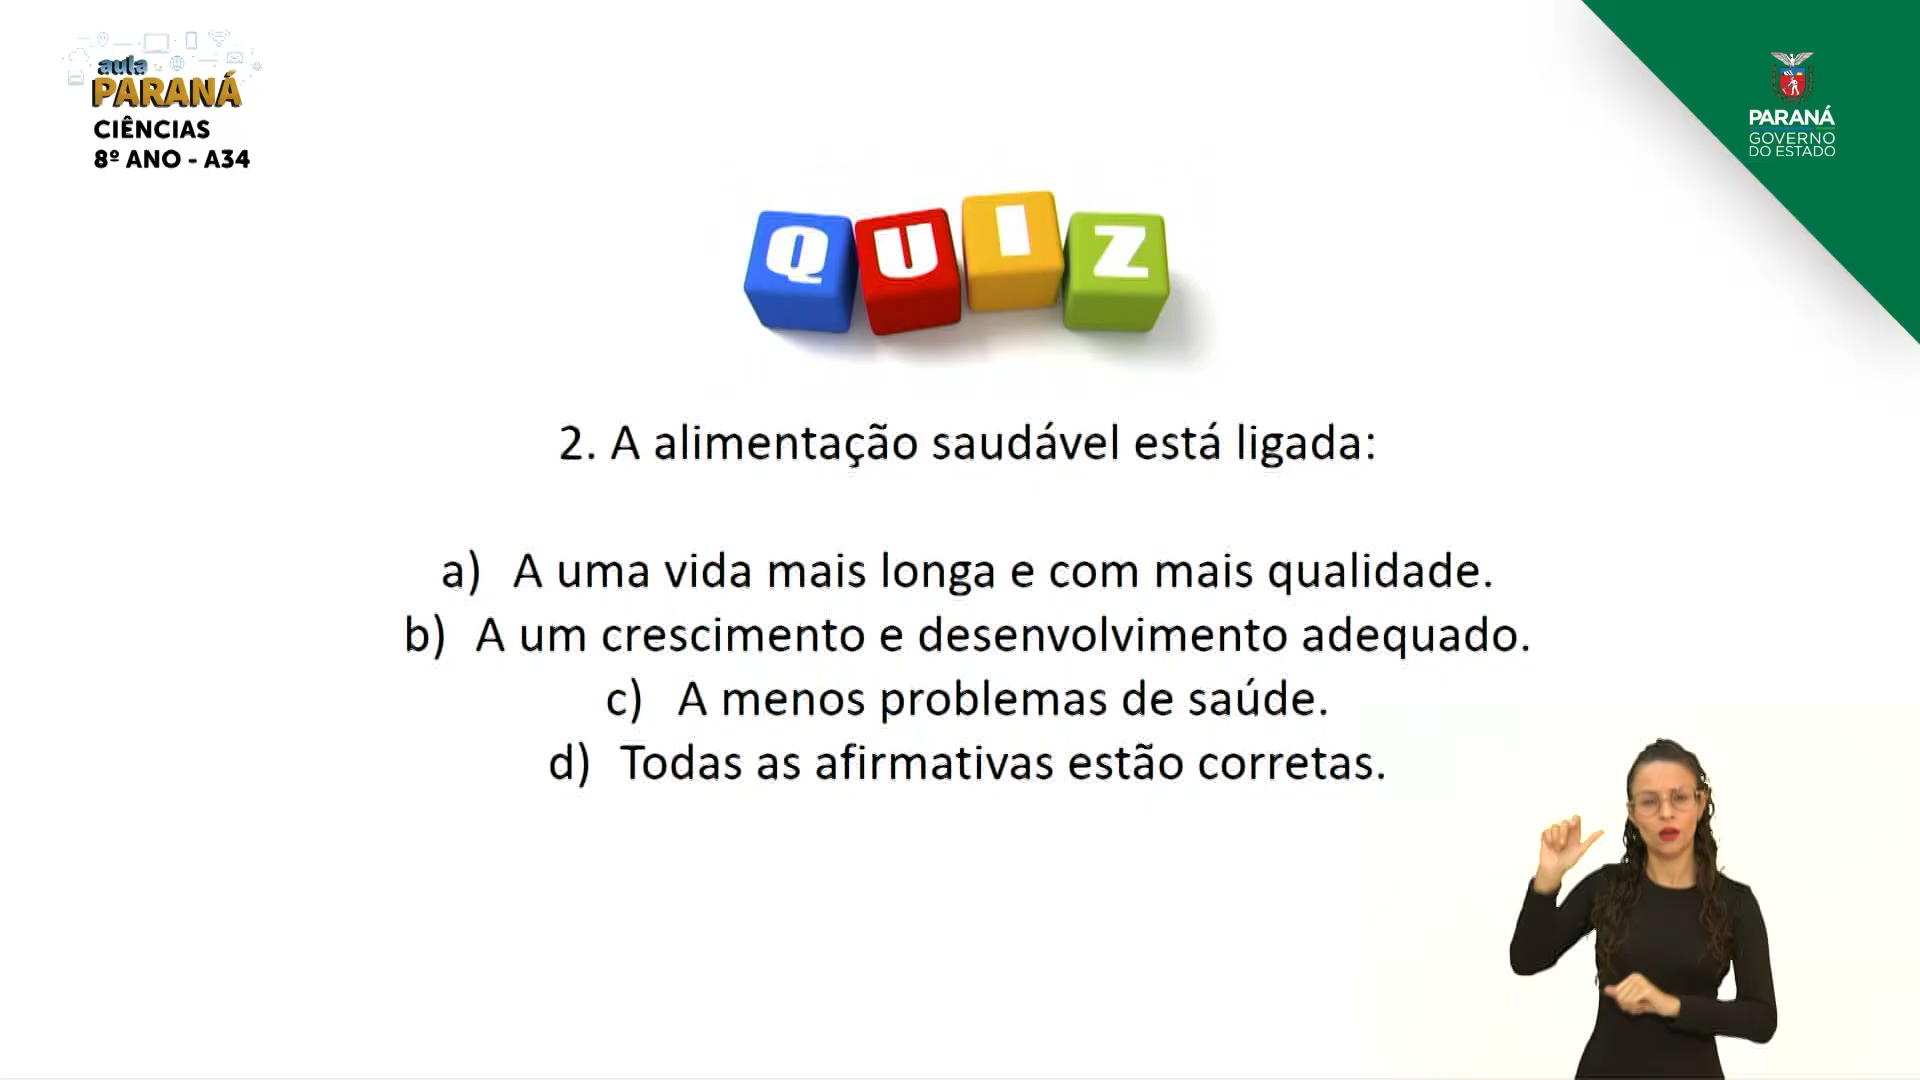 aula
PARANÁ
CIÊNCIAS
8º ANO - A34
PARANÁ
GOVERNO
DO ESTADO
QUIZ
2. A alimentação saudável está ligada:
a) A uma vida mais longa e com mais qualidade.
b) A um crescimento e desenvolvimento adequado.
c) A menos problemas de saúde.
d) Todas as afirmativas estão corretas.